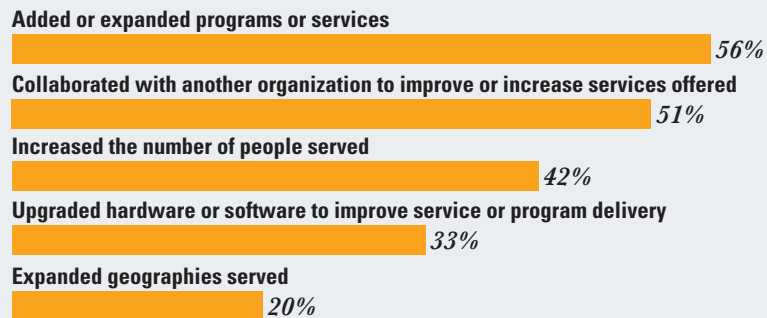 Added or expanded programs or services
56%
Collaborated with another organization to improve or increase services offered
51%
Increased the number of people served
42%
Upgraded hardware or software to improve service or program delivery
33%
Expanded geographies served
20%